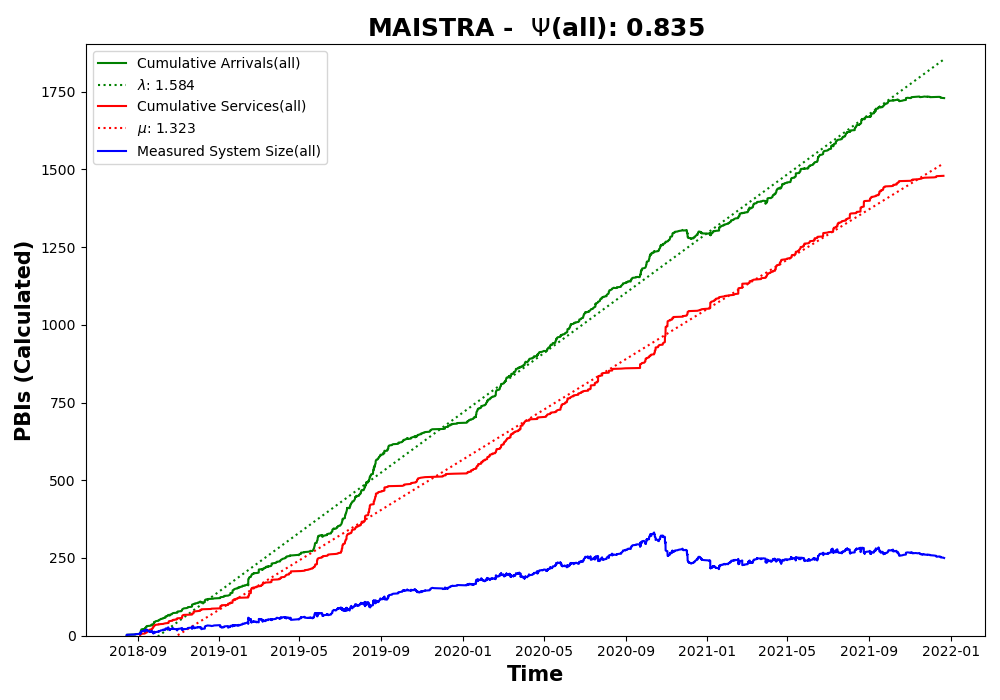 MAISTRA - Ψ(all): 0.835
Cumulative Arrivals(all)
λ: 1.584
Cumulative Services(all)
μ: 1.323
Measured System Size(all)
PBIs (Calculated)
1750
1500
1250
1000
750
500
250
0
2018-09 2019-01 2019-05 2019-09 2020-01 2020-05 2020-09 2021-01 2021-05 2021-09 2022-01
Time